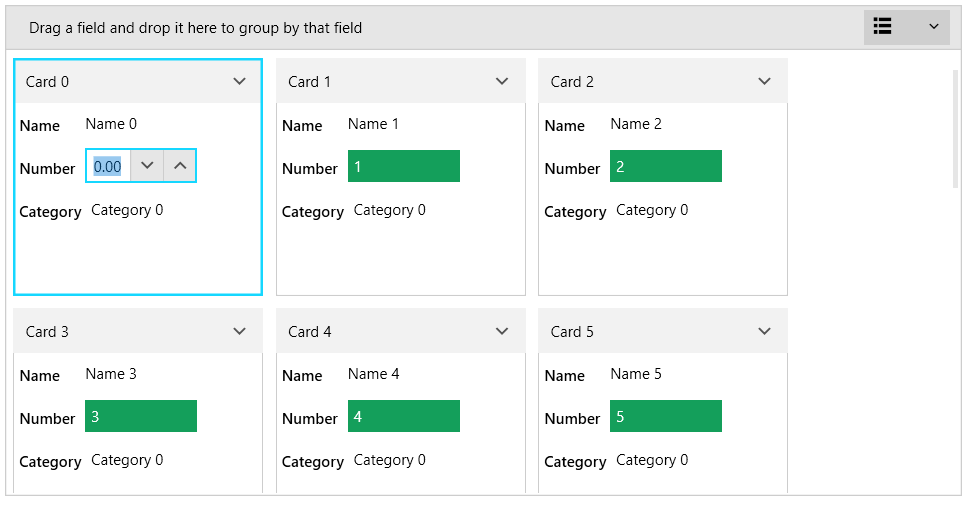 Drag a field and drop it here to group by that field
Card 0
Name Name 0
Number 0.00
Category Category 0
Card 1
Name Name 1
Number 1
Category Category 0
Card 2
Name Name 2
Number 2
Category Category 0
Card 3
Name Name 3
Number 3
Category Category 0
Card 4
Name Name 4
Number 4
Category Category 0
Card 5
Name Name 5
Number 5
Category Category 0